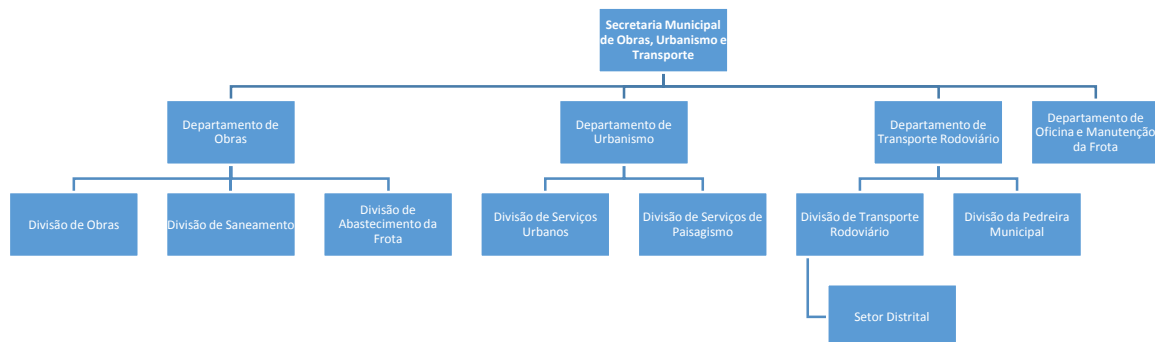 Secretaria Municipal
de Obras, Urbanismo e
Transporte
Departamento de
Obras
Departamento de
Urbanismo
Departamento de
Transporte Rodoviário
Departamento de
Oficina e Manutenção
da Frota
Divisão de Obras
Divisão de Saneamento
Divisão de
Abastecimento da
Frota
Divisão de Serviços
Urbanos
Divisão de Serviços de
Paisagismo
Divisão de Transporte
Rodoviário
Divisão da Pedreira
Municipal
Setor Distrital